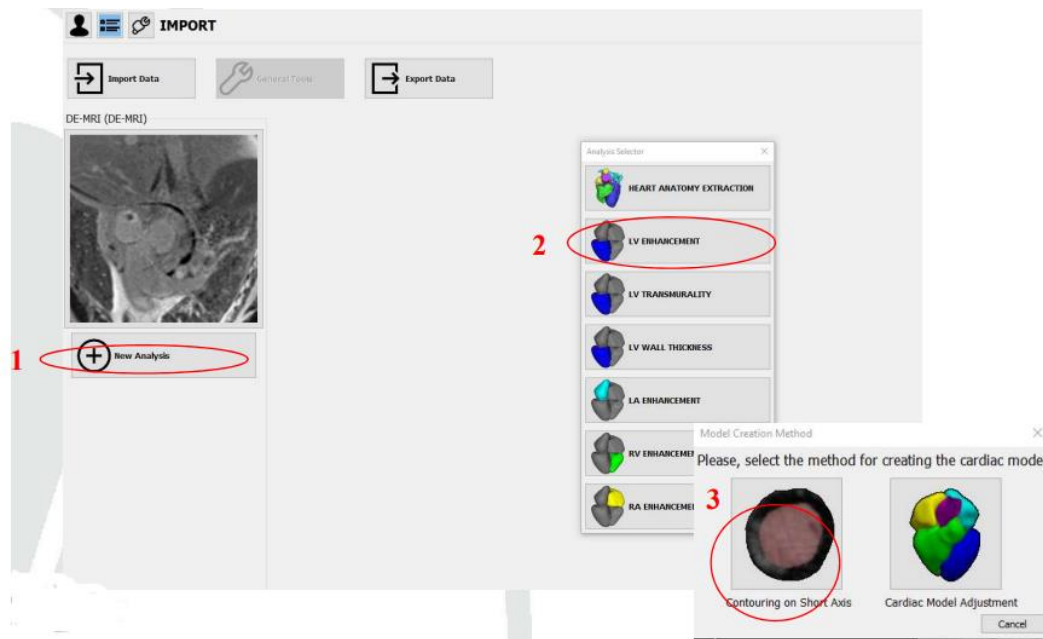 IMPORT
Import Data
General Tools
Export Data
DE-MRI (DE-MRI)
1
New Analysis
Analysis Selector
HEART ANATOMY EXTRACTION
2
LV ENHANCEMENT
LV TRANSMURALITY
LV WALL THICKNESS
LA ENHANCEMENT
RV ENHANCEME
RA ENHANCEME
Model Creation Method
Please, select the method for creating the cardiac mode
3
Contouring on Short Axis
Cardiac Model Adjustment
Cancel